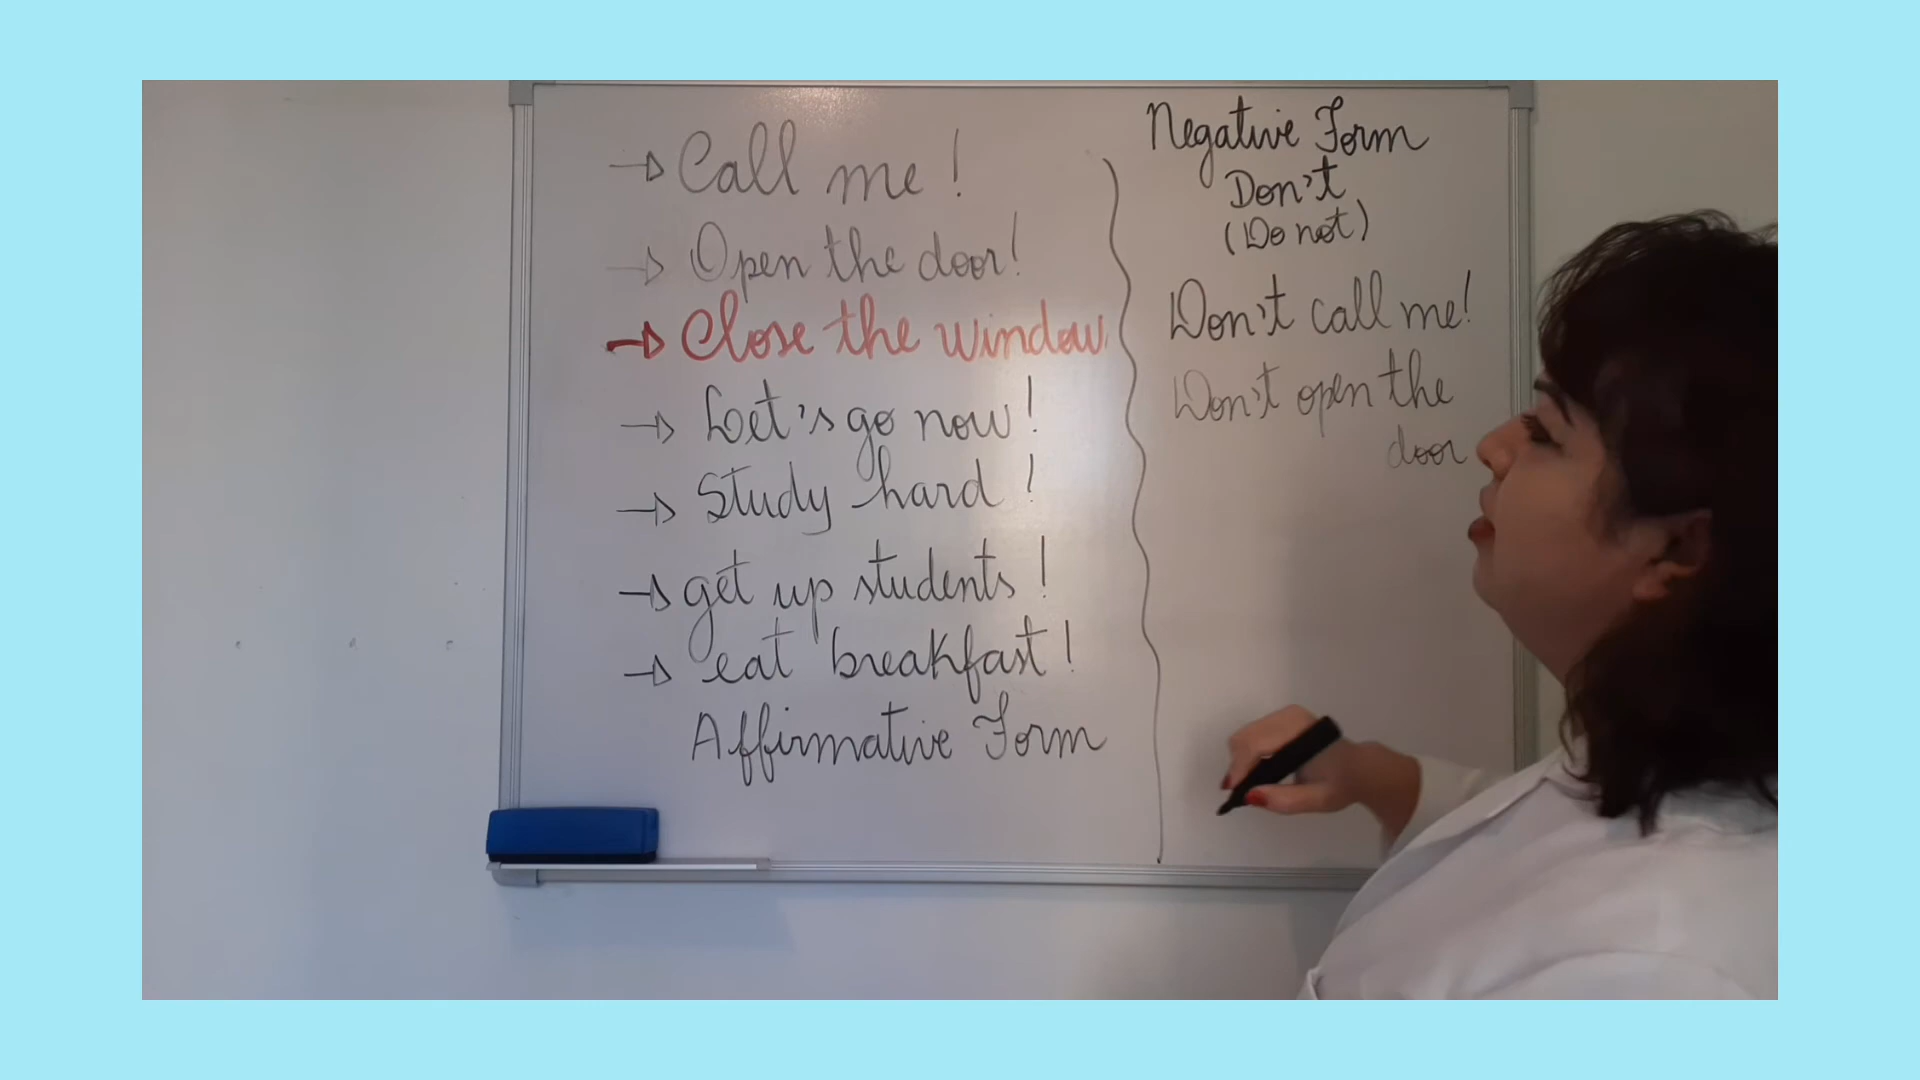 → Call me!
→ Open the door!
→ Close the window
→ Let's go now!
→ Study hard!
→ get up students!
→ eat breakfast!
Affirmative Form
Negative Form
Don't
(Do not)
Don't call me!
Don't open the
door